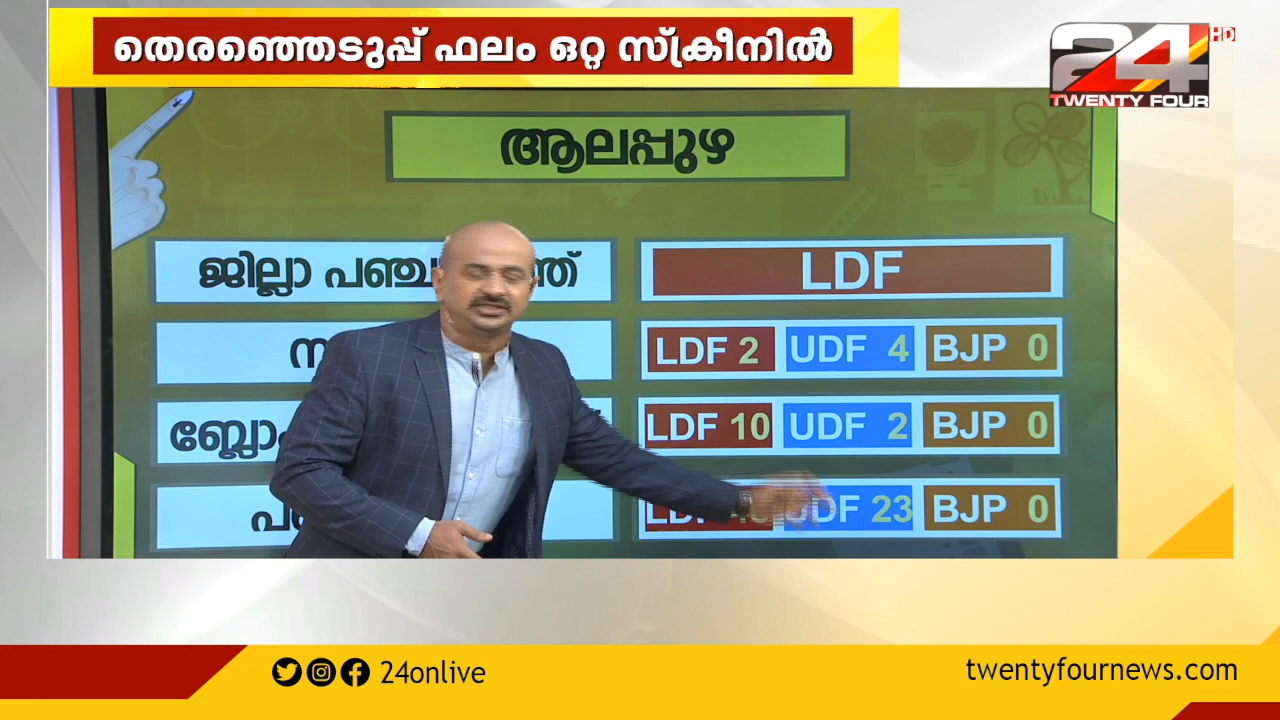 തെരഞ്ഞെടുപ്പ് ഫലം ഒറ്റ സ്ക്രീനിൽ
24 HD
TWENTY FOUR
ആലപ്പുഴ
ജില്ലാ
LDF
LDF 2 UDF 4 BJP 0
LDF 10 UDF 2 BJP 0
UDF 23 BJP 0
24onlive
twentyfournews.com